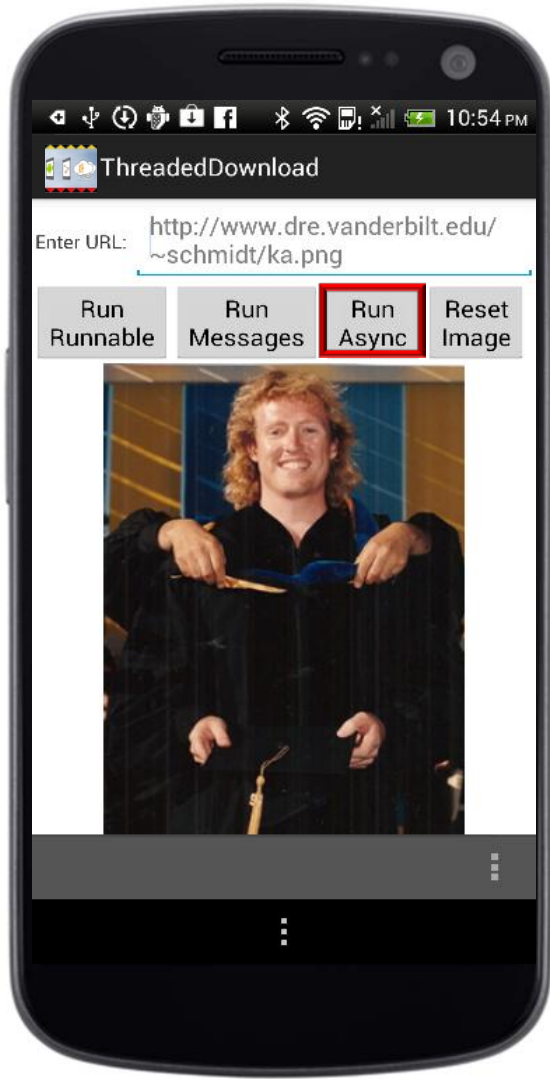 10:54 PM
ThreadedDownload
Enter URL:
http://www.dre.vanderbilt.edu/
~schmidt/ka.png
Run
Runnable
Run
Messages
Run
Async
Reset
Image